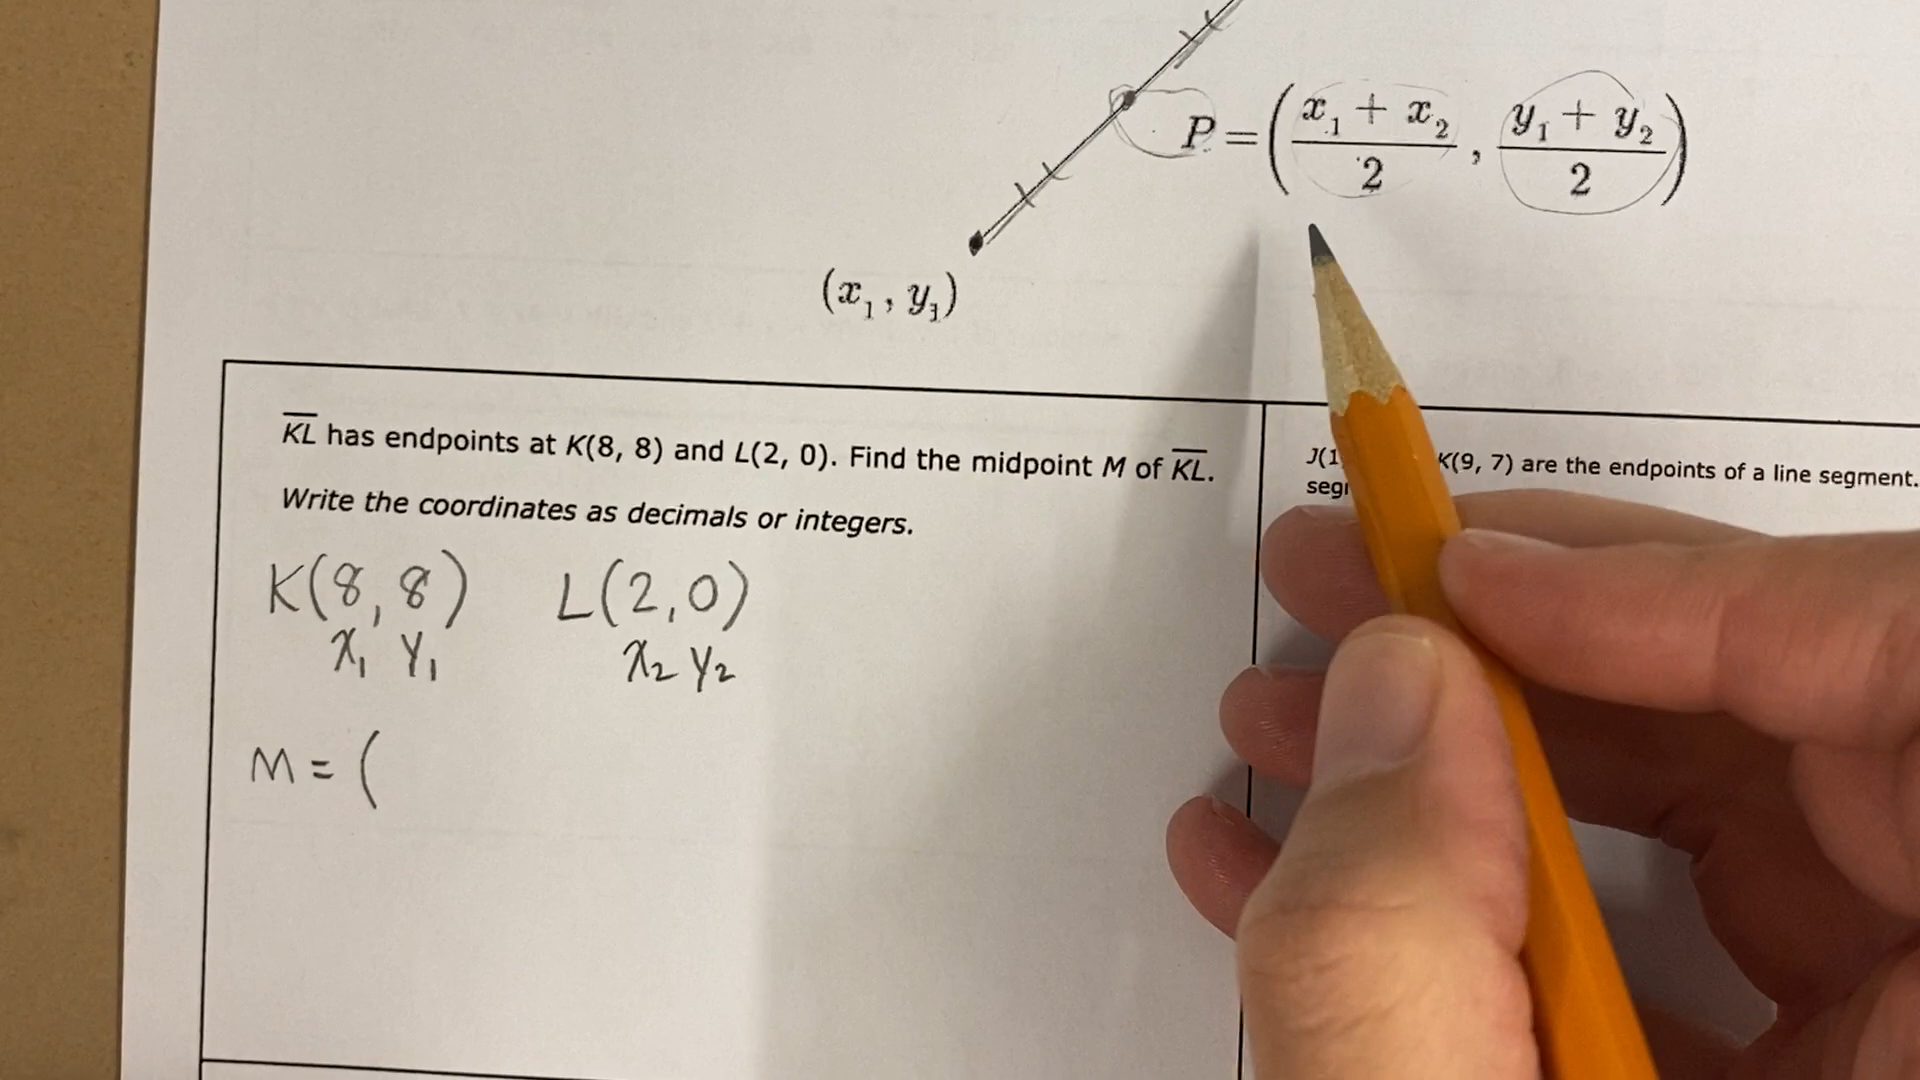 P = (x₁ + x₂ / 2 , y₁ + y₂ / 2)
(x₁ , y₁)
KL has endpoints at K(8, 8) and L(2, 0). Find the midpoint M of KL.
Write the coordinates as decimals or integers.
K(8,8) L(2,0)
x₁ y₁ x₂ y₂
M = (
J(1 K(9, 7) are the endpoints of a line segment.